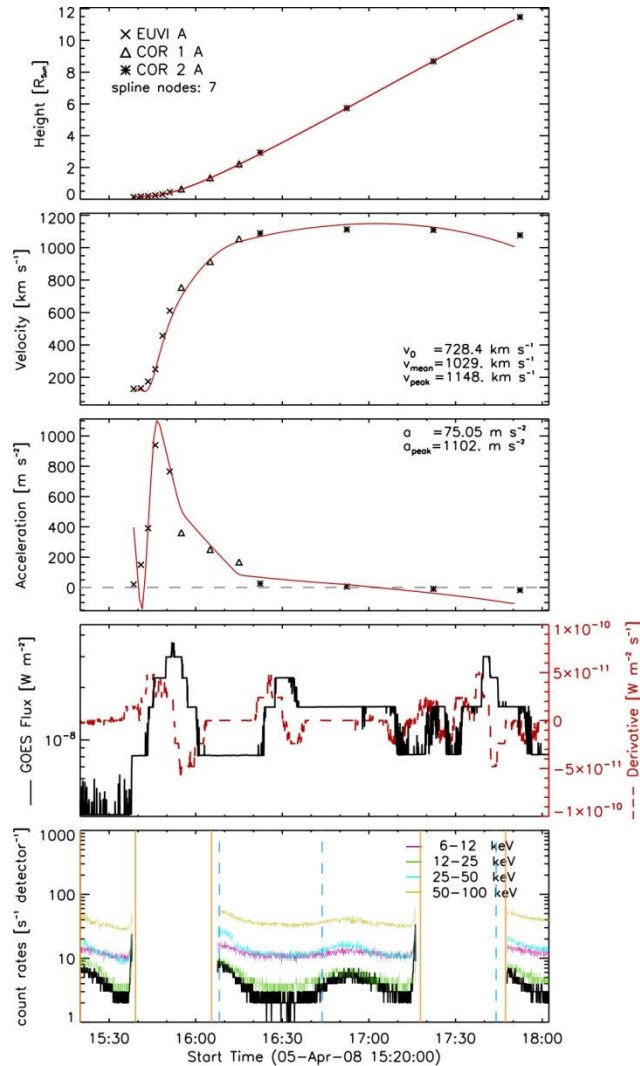 12
10
8
6
4
2
0
Height [R_Sun]
EUVI A
COR 1 A
COR 2 A
spline nodes: 7
1200
1000
800
600
400
200
Velocity [km s⁻¹]
v₀ =728.4 km s⁻¹
v_mean =1029. km s⁻¹
v_peak =1148. km s⁻¹
1000
800
600
400
200
0
Acceleration [m s⁻²]
a =75.05 m s⁻²
a_peak =1102. m s⁻²
10⁻⁸
GOES Flux [W m⁻²]
1×10⁻¹⁰
5×10⁻¹¹
0
−5×10⁻¹¹
−1×10⁻¹⁰
Derivative [W m⁻² s⁻¹]
1000
100
10
1
count rates [s⁻¹ detector⁻¹]
6−12 keV
12−25 keV
25−50 keV
50−100 keV
15:30 16:00 16:30 17:00 17:30 18:00
Start Time (05−Apr−08 15:20:00)